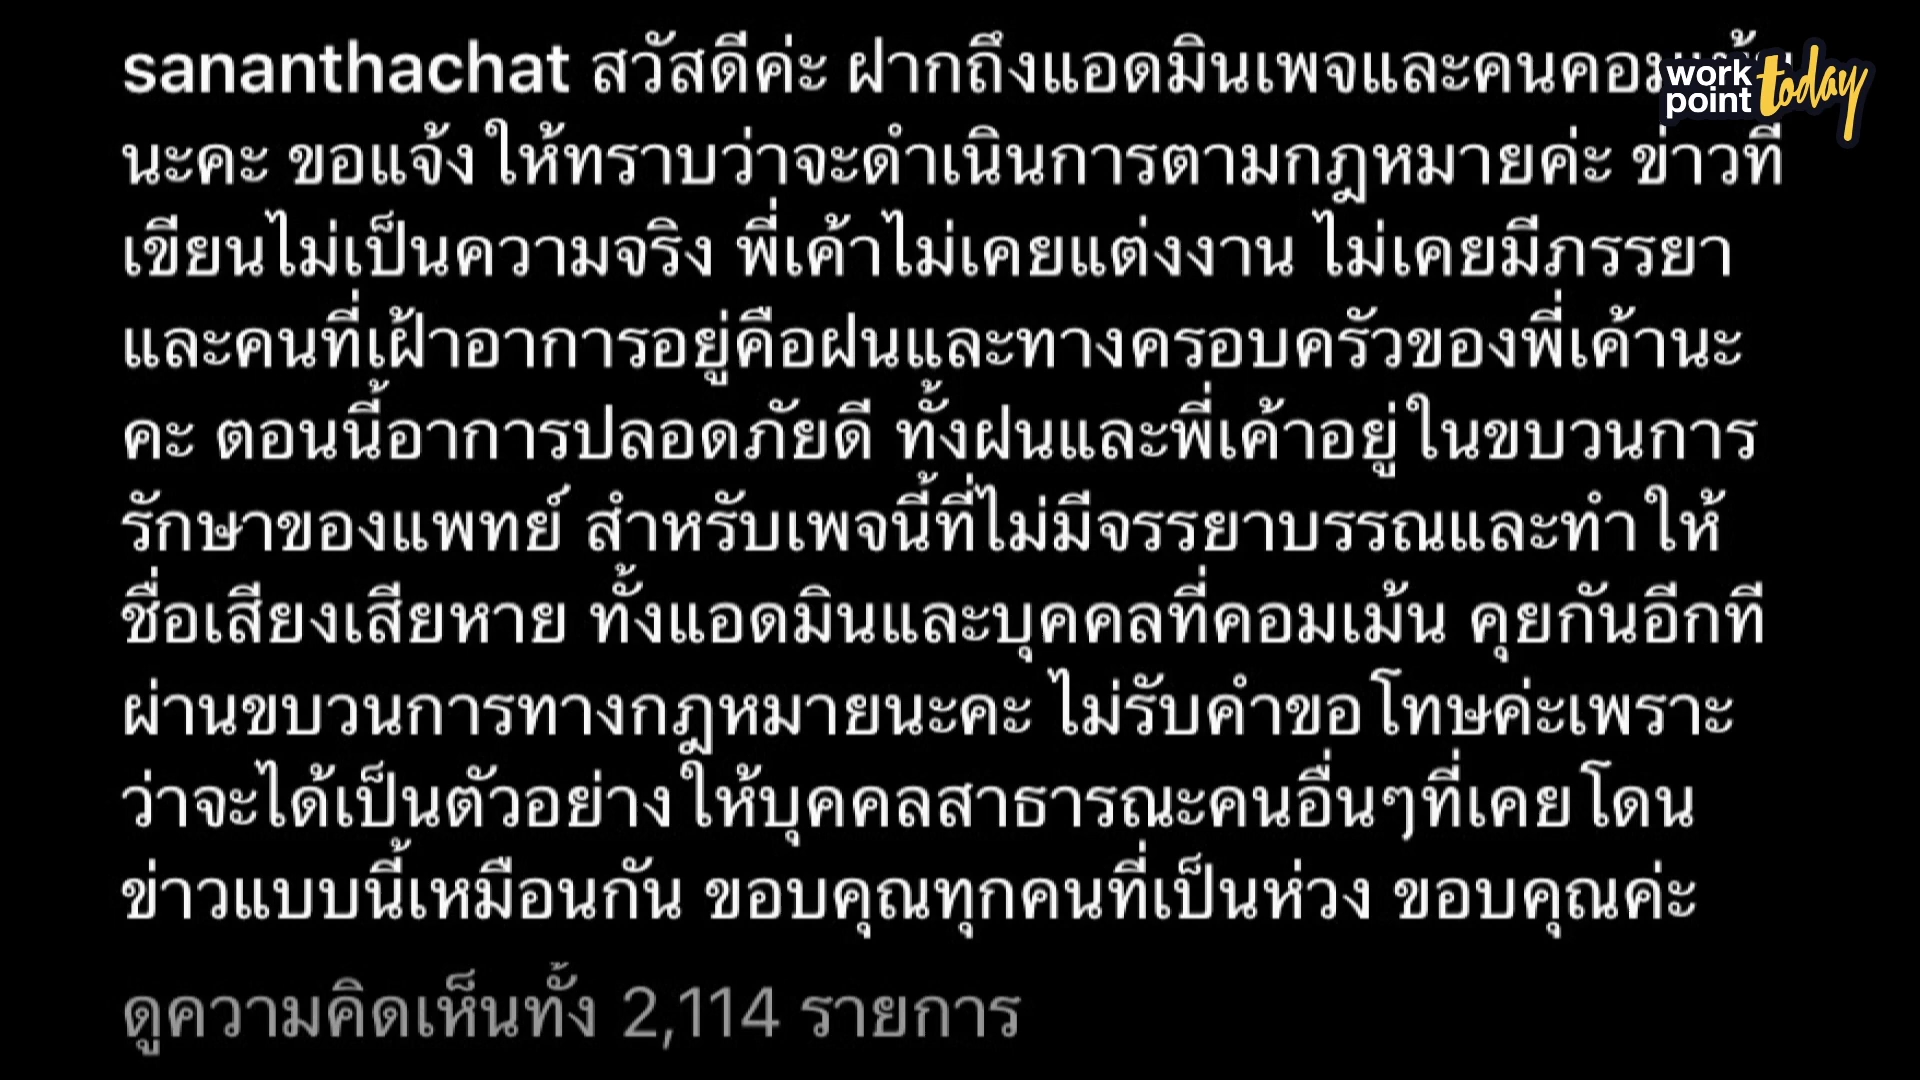 sananthachat สวัสดีค่ะ ฝากถึงแอดมินเพจและคน
work
point today
นะคะ ขอแจ้งให้ทราบว่าจะดำเนินการตามกฎหมายค่ะ ข่าวที่
เขียนไม่เป็นความจริง พี่เค้าไม่เคยแต่งงาน ไม่เคยมีภรรยา
และคนที่เฝ้าอาการอยู่คือฝนและทางครอบครัวของพี่เค้านะ
คะ ตอนนี้อาการปลอดภัยดี ทั้งฝนและพี่เค้าอยู่ในขบวนการ
รักษาของแพทย์ สำหรับเพจนี้ที่ไม่มีจรรยาบรรณและทำให้
ชื่อเสียงเสียหาย ทั้งแอดมินและบุคคลที่คอมเม้น คุยกันอีกที
ผ่านขบวนการทางกฎหมายนะคะ ไม่รับคำขอโทษค่ะเพราะ
ว่าจะได้เป็นตัวอย่างให้บุคคลสาธารณะคนอื่นๆที่เคยโดน
ข่าวแบบนี้เหมือนกัน ขอบคุณทุกคนที่เป็นห่วง ขอบคุณค่ะ
ดูความคิดเห็นทั้ง 2,114 รายการ